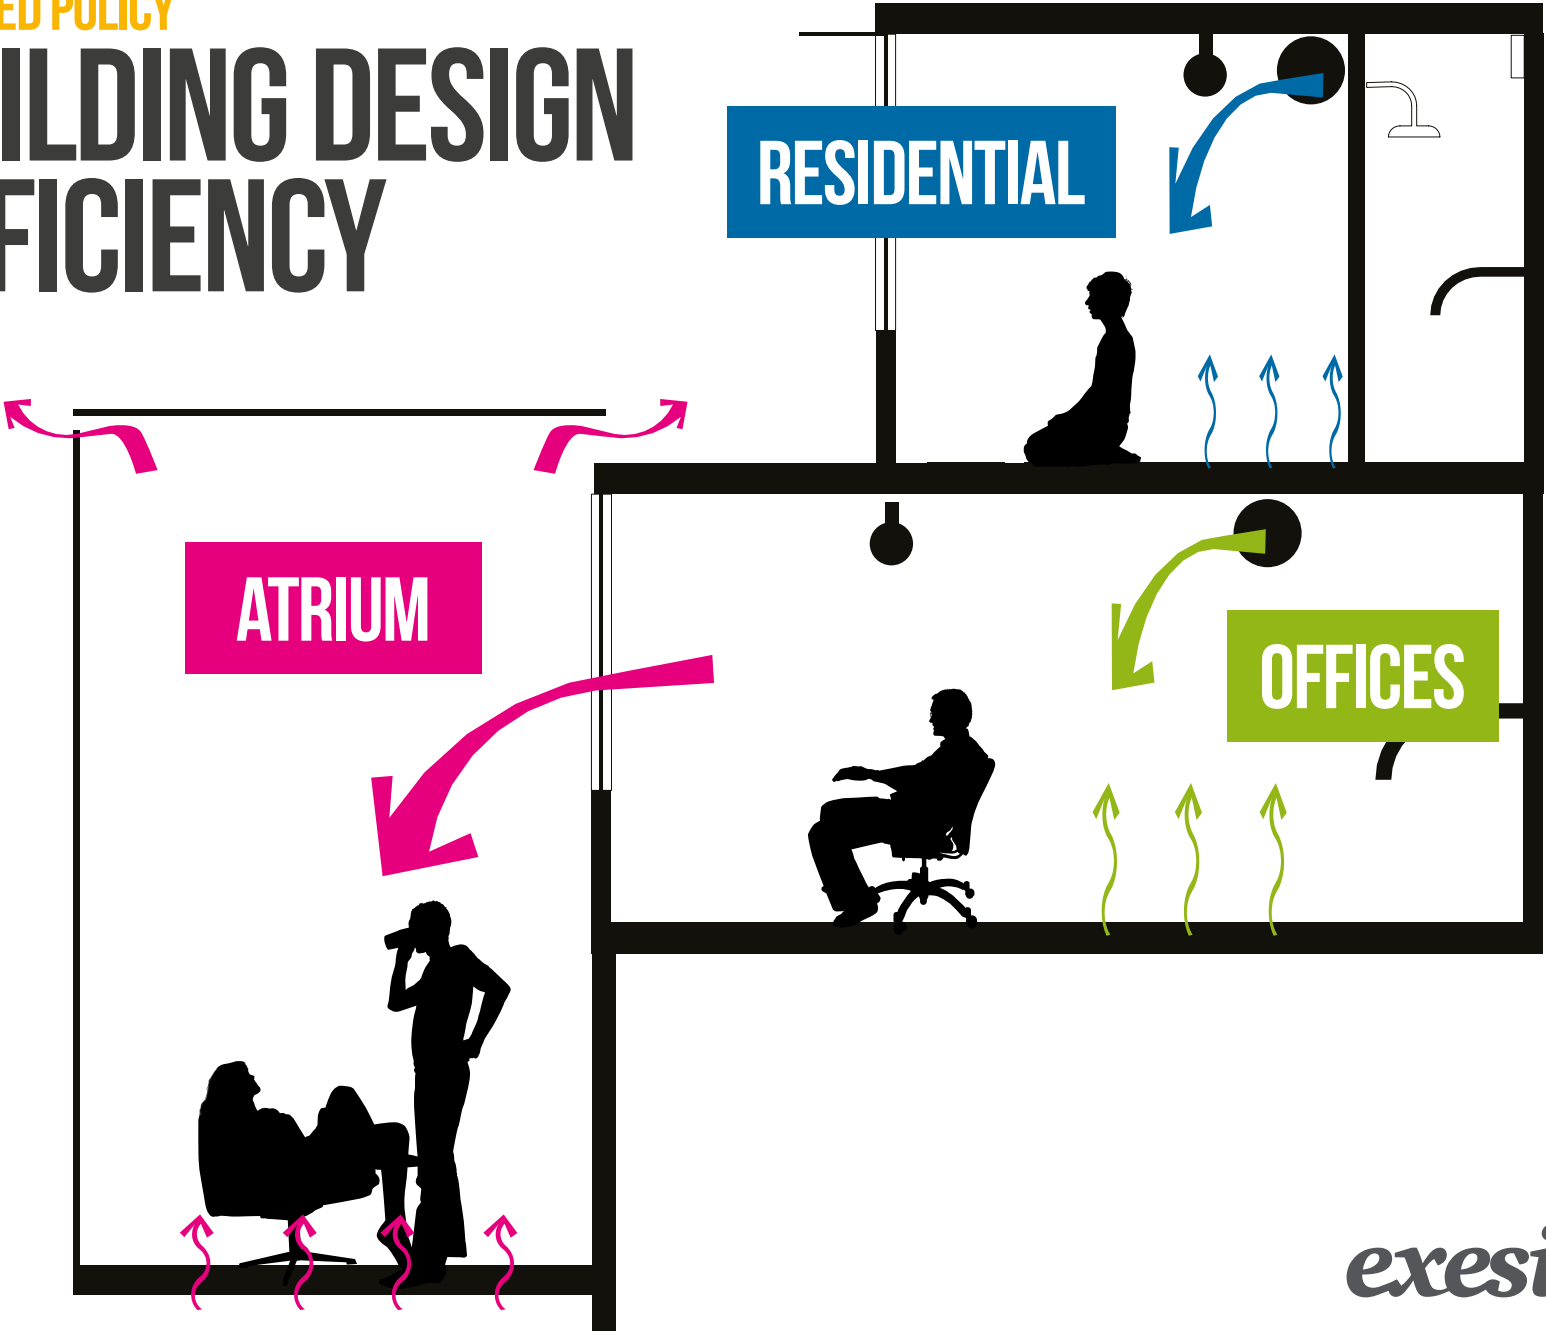 ED POLICY
ILDING DESIGN
FICIENCY
RESIDENTIAL
ATRIUM
OFFICES
exesi